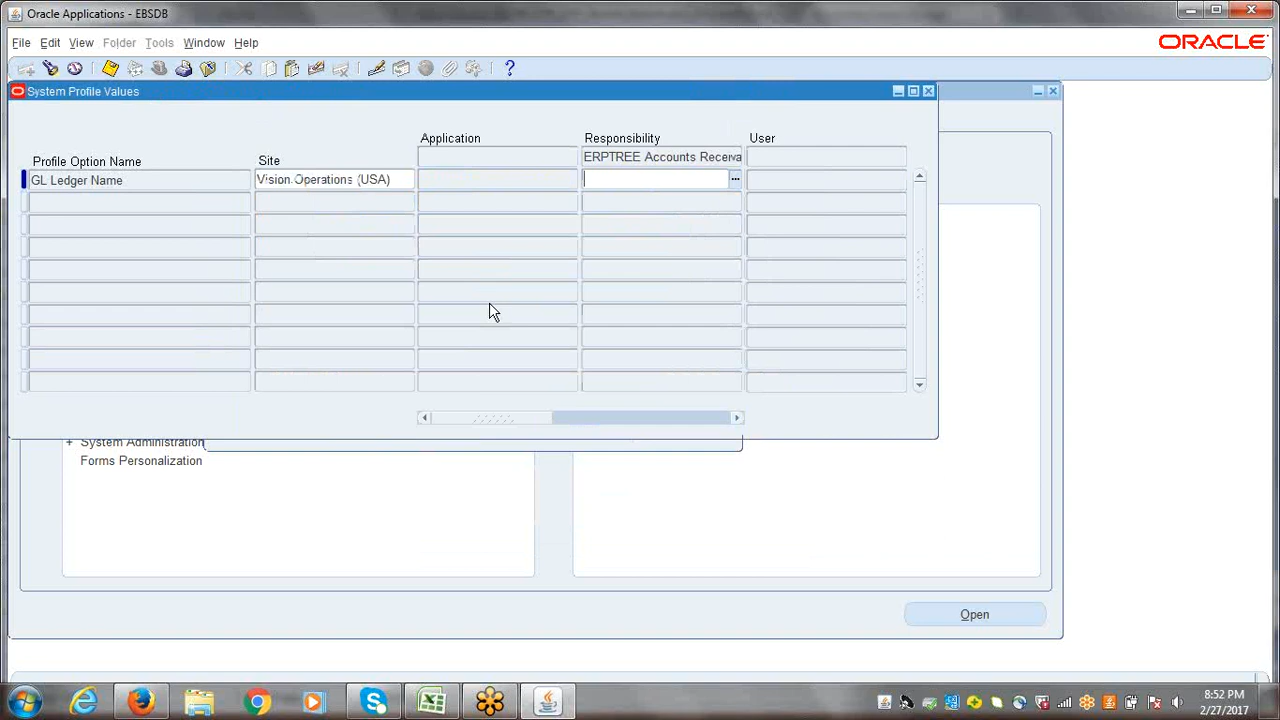 Oracle Applications - EBSDB
File Edit View Folder Tools Window Help
ORACLE
System Profile Values
Application Responsibility User
Profile Option Name Site
ERPTREE Accounts Receiva
GL Ledger Name Vision Operations (USA)
+ System Administration
Forms Personalization
Open
8:52 PM
2/27/2017